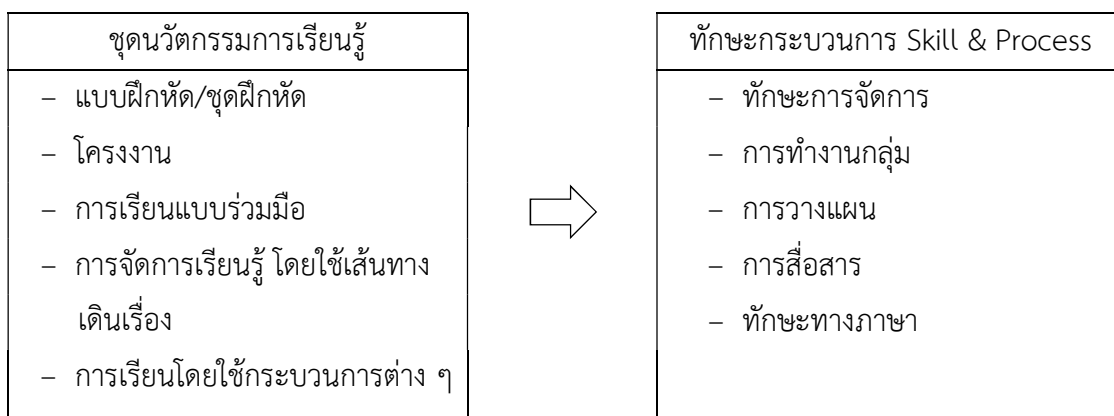 ชุดนวัตกรรมการเรียนรู้
– แบบฝึกหัด/ชุดฝึกหัด
– โครงงาน
– การเรียนแบบร่วมมือ
– การจัดการเรียนรู้ โดยใช้เส้นทาง
เดินเรื่อง
– การเรียนโดยใช้กระบวนการต่าง ๆ
ทักษะกระบวนการ Skill & Process
– ทักษะการจัดการ
– การทำงานกลุ่ม
– การวางแผน
– การสื่อสาร
– ทักษะทางภาษา